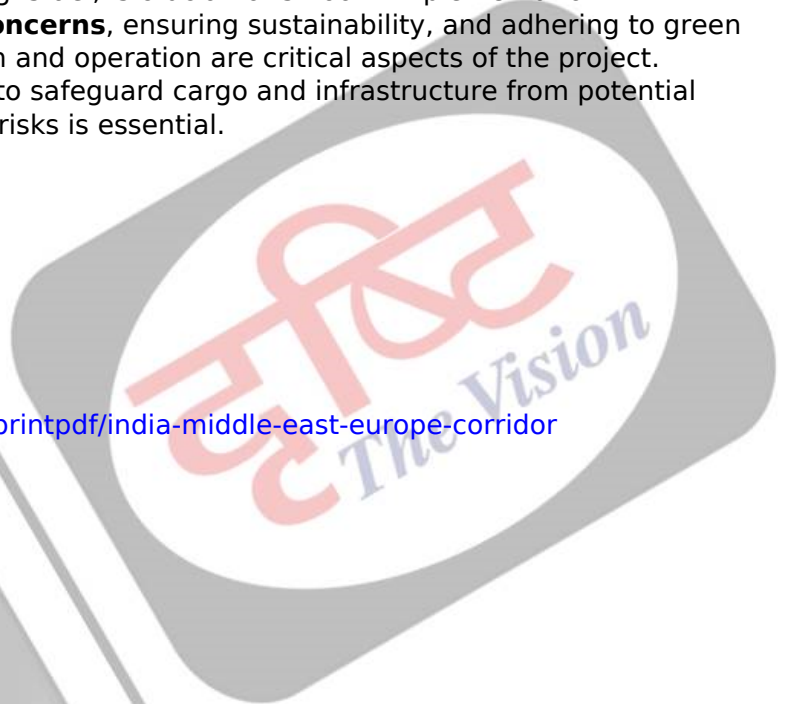 oncerns, ensuring sustainability, and adhering to green
n and operation are critical aspects of the project.
to safeguard cargo and infrastructure from potential
risks is essential.
दृष्टि
The Vision
printpdf/india-middle-east-europe-corridor